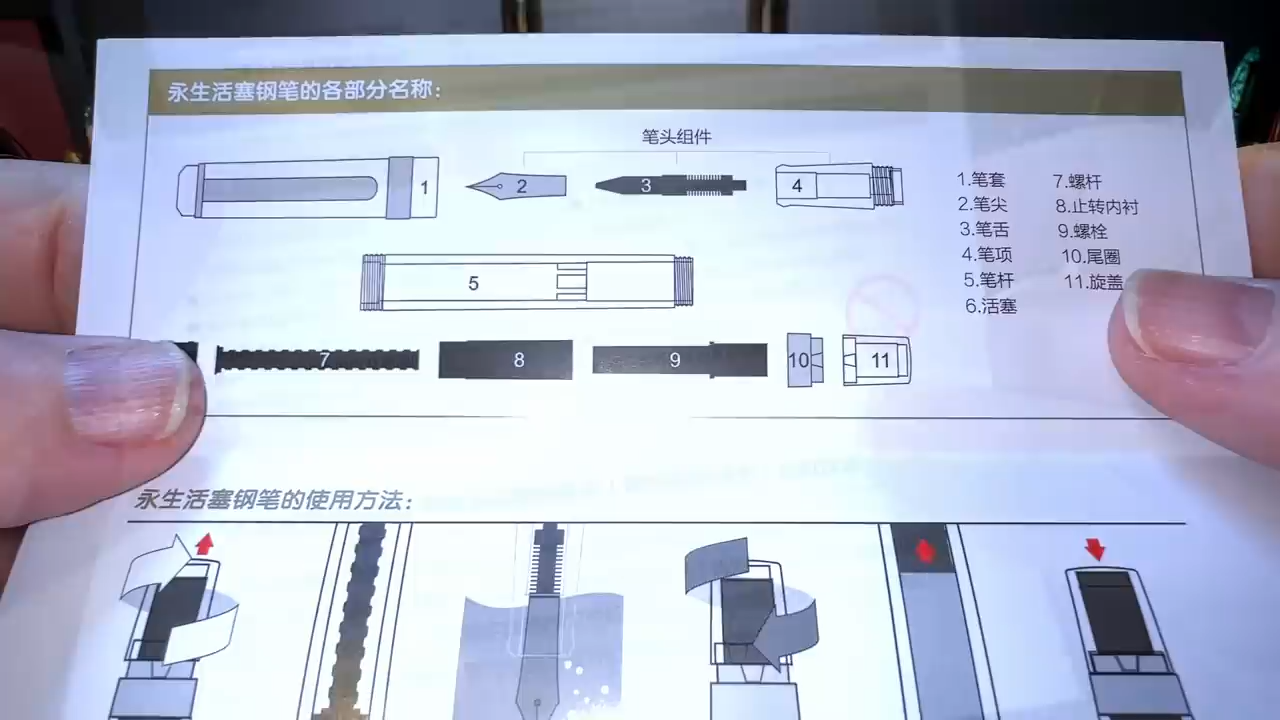 永生活塞钢笔的各部分名称：
笔头组件
1 2 3 4
1.笔套 7.螺杆
2.笔尖 8.止转内衬
3.笔舌 9.螺栓
4.笔项 10.尾圈
5.笔杆 11.旋盖
6.活塞
5
7 8 9 10 11
永生活塞钢笔的使用方法：